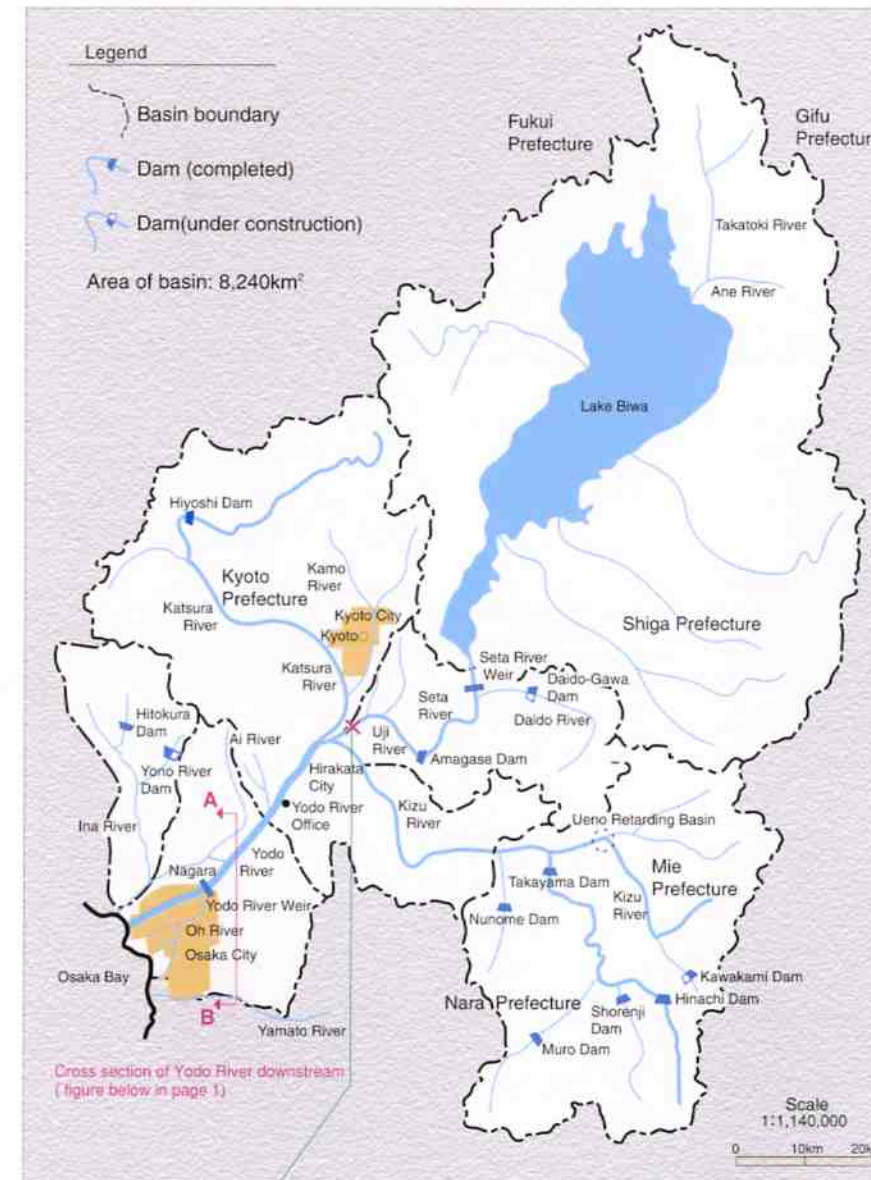 Legend
Basin boundary
Dam (completed)
Dam(under construction)
Area of basin: 8,240km²
Fukui
Prefecture
Gifu
Prefectur
Takatoki River
Ane River
Lake Biwa
Hiyoshi Dam
Kyoto
Prefecture
Kamo
River
Katsura
River
Kyoto City
Kyoto
Shiga Prefecture
Katsura
River
Seta River
Weir
Daido-Gawa
Dam
Seta
River
Daido River
Hitokura
Dam
Ai River
Uji
River
Amagase Dam
Yono River
Dam
Hirakata
City
A
Yodo River
Office
Kizu
River
Ueno Retarding Basin
Ina River
Yodo
River
Nagara
Mie
Prefecture
Takayama Dam
Kizu
River
Yodo River Weir
Nunome Dam
Oh River
Osaka City
Osaka Bay
Kawakami Dam
Nara Prefecture
Shorenji
Dam
Hinachi Dam
B
Yamato River
Muro Dam
Cross section of Yodo River downstream
( figure below in page 1)
Scale
1:1,140,000
0 10km 20k